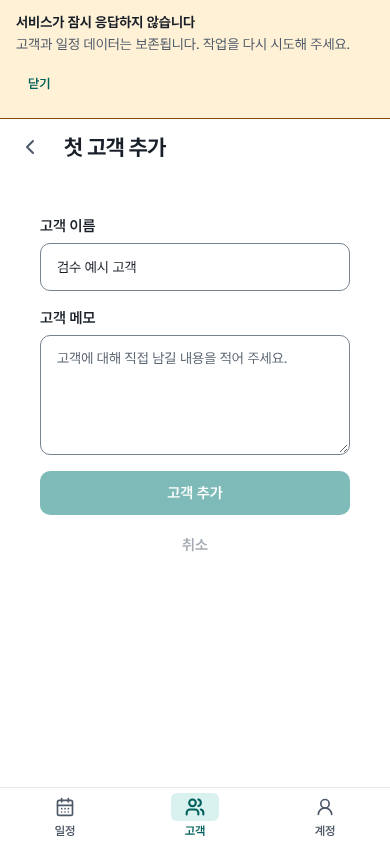 서비스가 잠시 응답하지 않습니다
고객과 일정 데이터는 보존됩니다. 작업을 다시 시도해 주세요.
닫기
첫 고객 추가
고객 이름
검수 예시 고객
고객 메모
고객에 대해 직접 남길 내용을 적어 주세요.
고객 추가
취소
일정
고객
계정